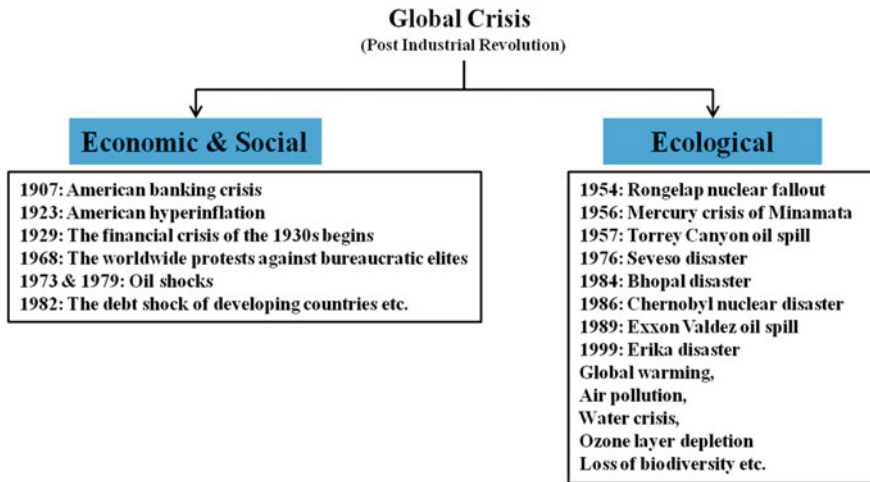 Global Crisis
(Post Industrial Revolution)
Economic & Social
1907: American banking crisis
1923: American hyperinflation
1929: The financial crisis of the 1930s begins
1968: The worldwide protests against bureaucratic elites
1973 & 1979: Oil shocks
1982: The debt shock of developing countries etc.
Ecological
1954: Rongelap nuclear fallout
1956: Mercury crisis of Minamata
1957: Torrey Canyon oil spill
1976: Seveso disaster
1984: Bhopal disaster
1986: Chernobyl nuclear disaster
1989: Exxon Valdez oil spill
1999: Erika disaster
Global warming,
Air pollution,
Water crisis,
Ozone layer depletion
Loss of biodiversity etc.